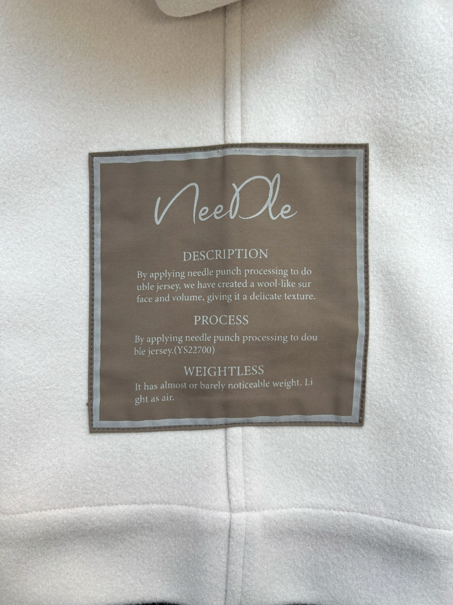 NeeDle
DESCRIPTION
By applying needle punch processing to do
uble jersey, we have created a wool-like sur
face and volume, giving it a delicate texture.
PROCESS
By applying needle punch processing to dou
ble jersey.(YS22700)
WEIGHTLESS
It has almost or barely noticeable weight. Li
ght as air.